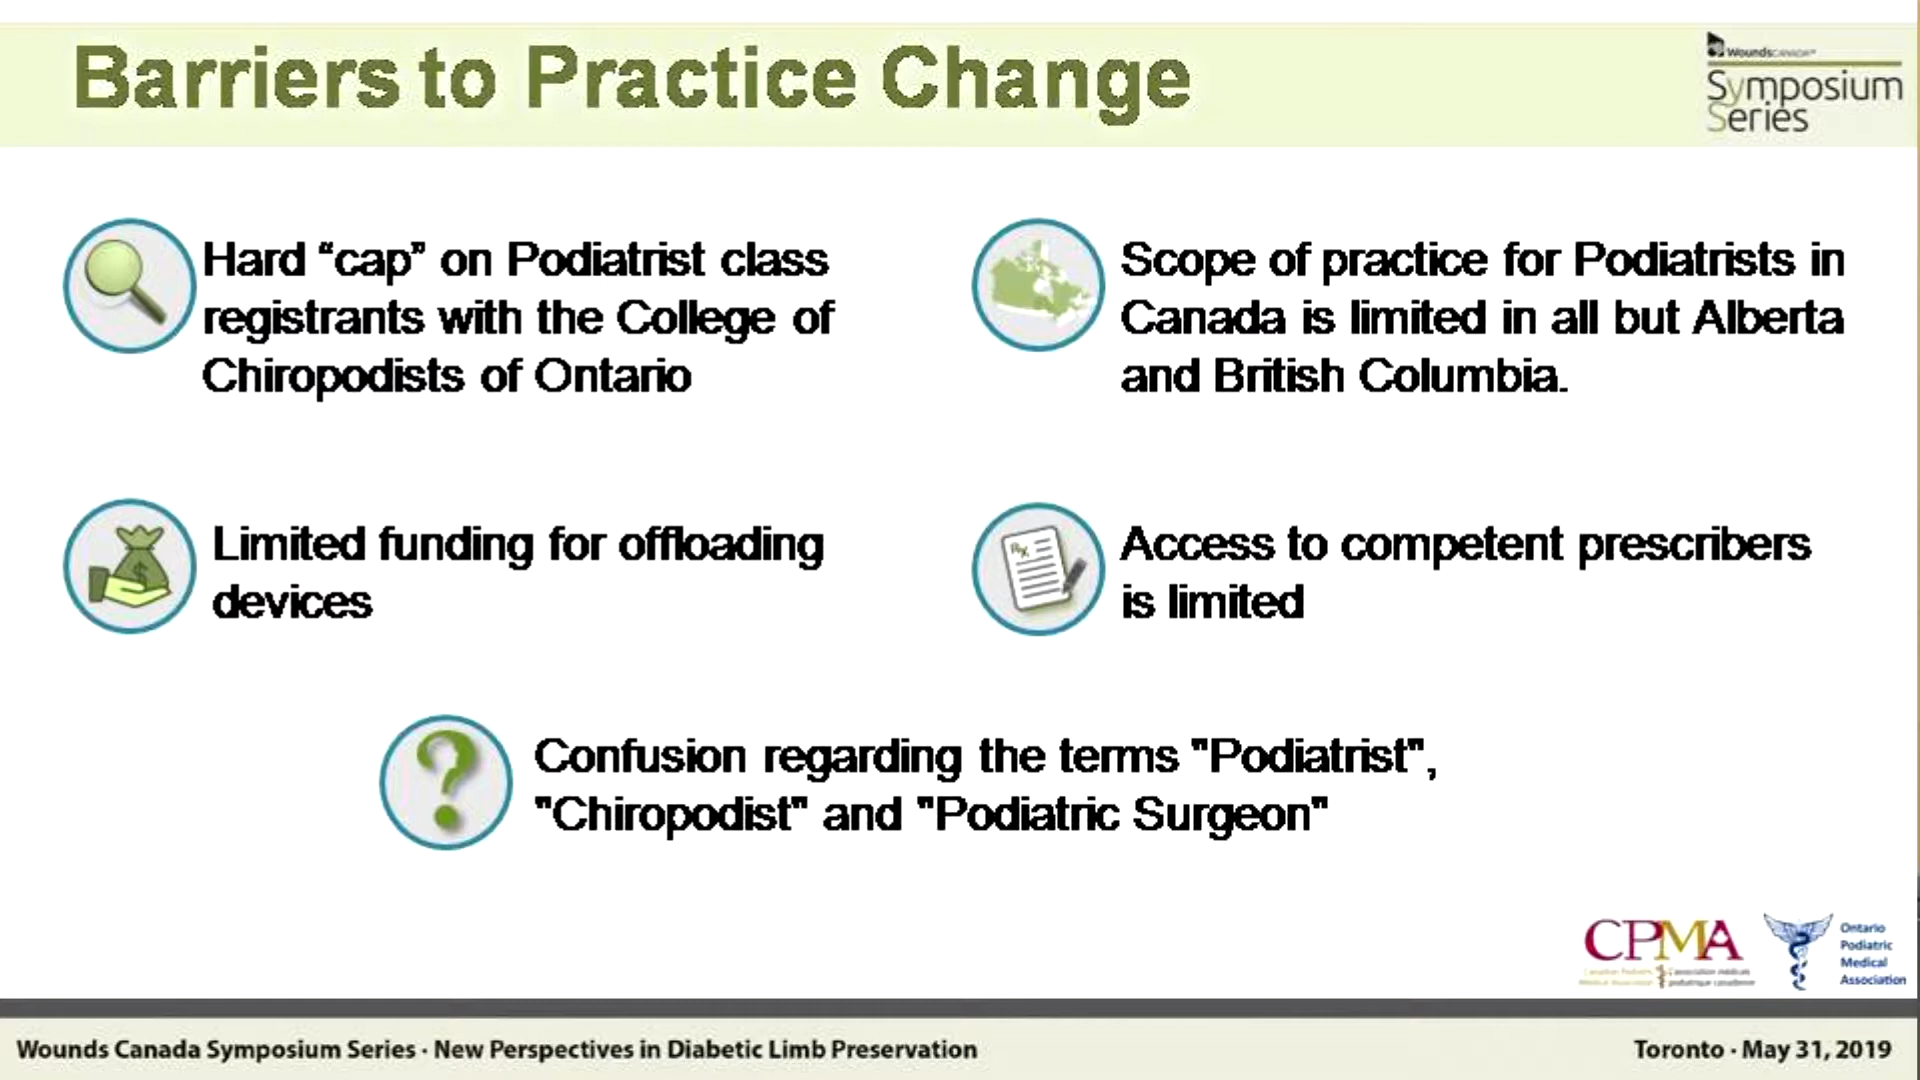 Barriers to Practice Change
WoundsCANADA
Symposium
Series
Hard “cap” on Podiatrist class
registrants with the College of
Chiropodists of Ontario
Scope of practice for Podiatrists in
Canada is limited in all but Alberta
and British Columbia.
Limited funding for offloading
devices
Rx
Access to competent prescribers
is limited
Confusion regarding the terms "Podiatrist",
"Chiropodist" and "Podiatric Surgeon"
CPMA
Ontario
Podiatric
Medical
Association
Wounds Canada Symposium Series · New Perspectives in Diabetic Limb Preservation
Toronto · May 31, 2019